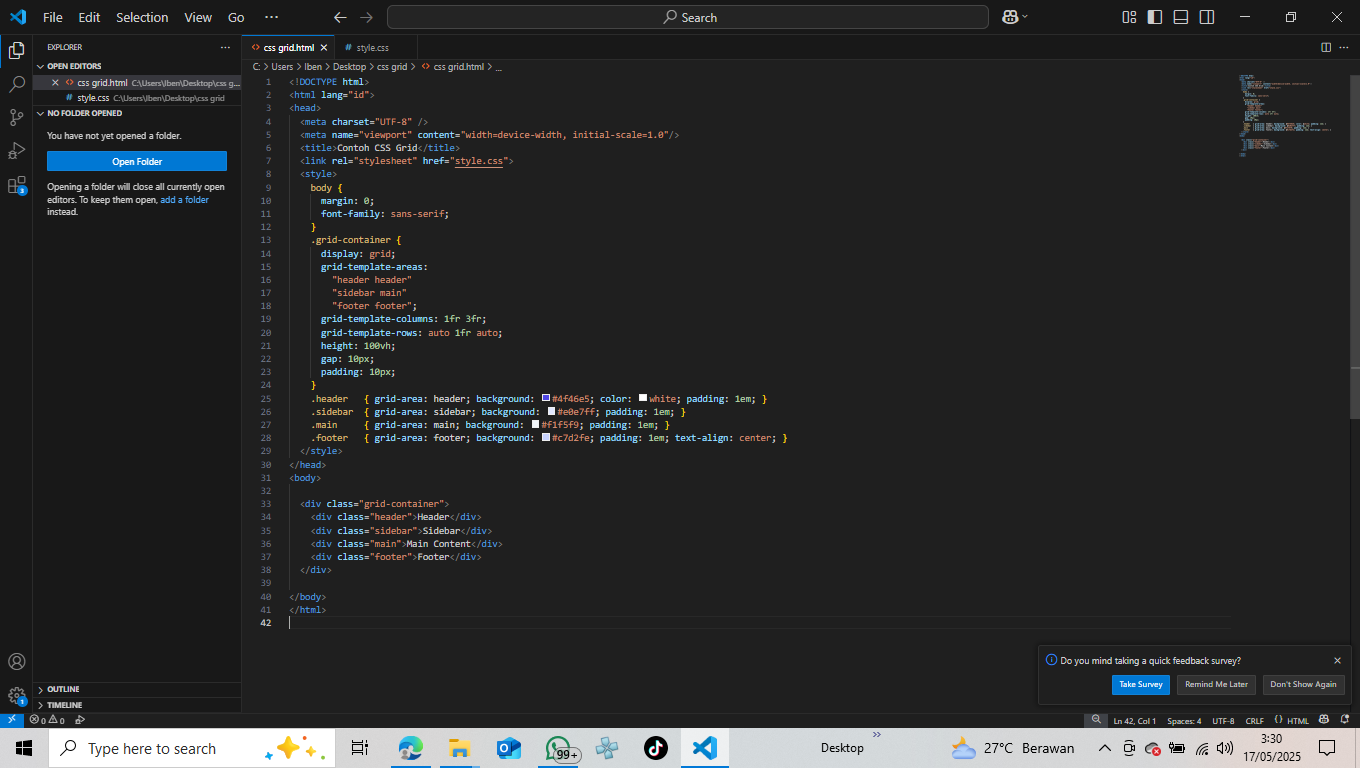 File Edit Selection View Go ···
Search
EXPLORER ···
OPEN EDITORS
css grid.html C:\Users\Iben\Desktop\css g...
style.css C:\Users\Iben\Desktop\css grid
NO FOLDER OPENED
You have not yet opened a folder.
Open Folder
Opening a folder will close all currently open
editors. To keep them open, add a folder
instead.
OUTLINE
TIMELINE
css grid.html
style.css
C: > Users > Iben > Desktop > css grid > css grid.html > ...
1 <!DOCTYPE html>
2 <html lang="id">
3 <head>
4 <meta charset="UTF-8" />
5 <meta name="viewport" content="width=device-width, initial-scale=1.0"/>
6 <title>Contoh CSS Grid</title>
7 <link rel="stylesheet" href="style.css">
8 <style>
9 body {
10 margin: 0;
11 font-family: sans-serif;
12 }
13 .grid-container {
14 display: grid;
15 grid-template-areas:
16 "header header"
17 "sidebar main"
18 "footer footer";
19 grid-template-columns: 1fr 3fr;
20 grid-template-rows: auto 1fr auto;
21 height: 100vh;
22 gap: 10px;
23 padding: 10px;
24 }
25 .header { grid-area: header; background: #4f46e5; color: white; padding: 1em; }
26 .sidebar { grid-area: sidebar; background: #e0e7ff; padding: 1em; }
27 .main { grid-area: main; background: #f1f5f9; padding: 1em; }
28 .footer { grid-area: footer; background: #c7d2fe; padding: 1em; text-align: center; }
29 </style>
30 </head>
31 <body>
32
33 <div class="grid-container">
34 <div class="header">Header</div>
35 <div class="sidebar">Sidebar</div>
36 <div class="main">Main Content</div>
37 <div class="footer">Footer</div>
38 </div>
39
40 </body>
41 </html>
42
3
1
Do you mind taking a quick feedback survey?
Take Survey Remind Me Later Don't Show Again
0 0
Ln 42, Col 1 Spaces: 4 UTF-8 CRLF {} HTML
Type here to search
99+
Desktop
27°C Berawan
3:30
17/05/2025